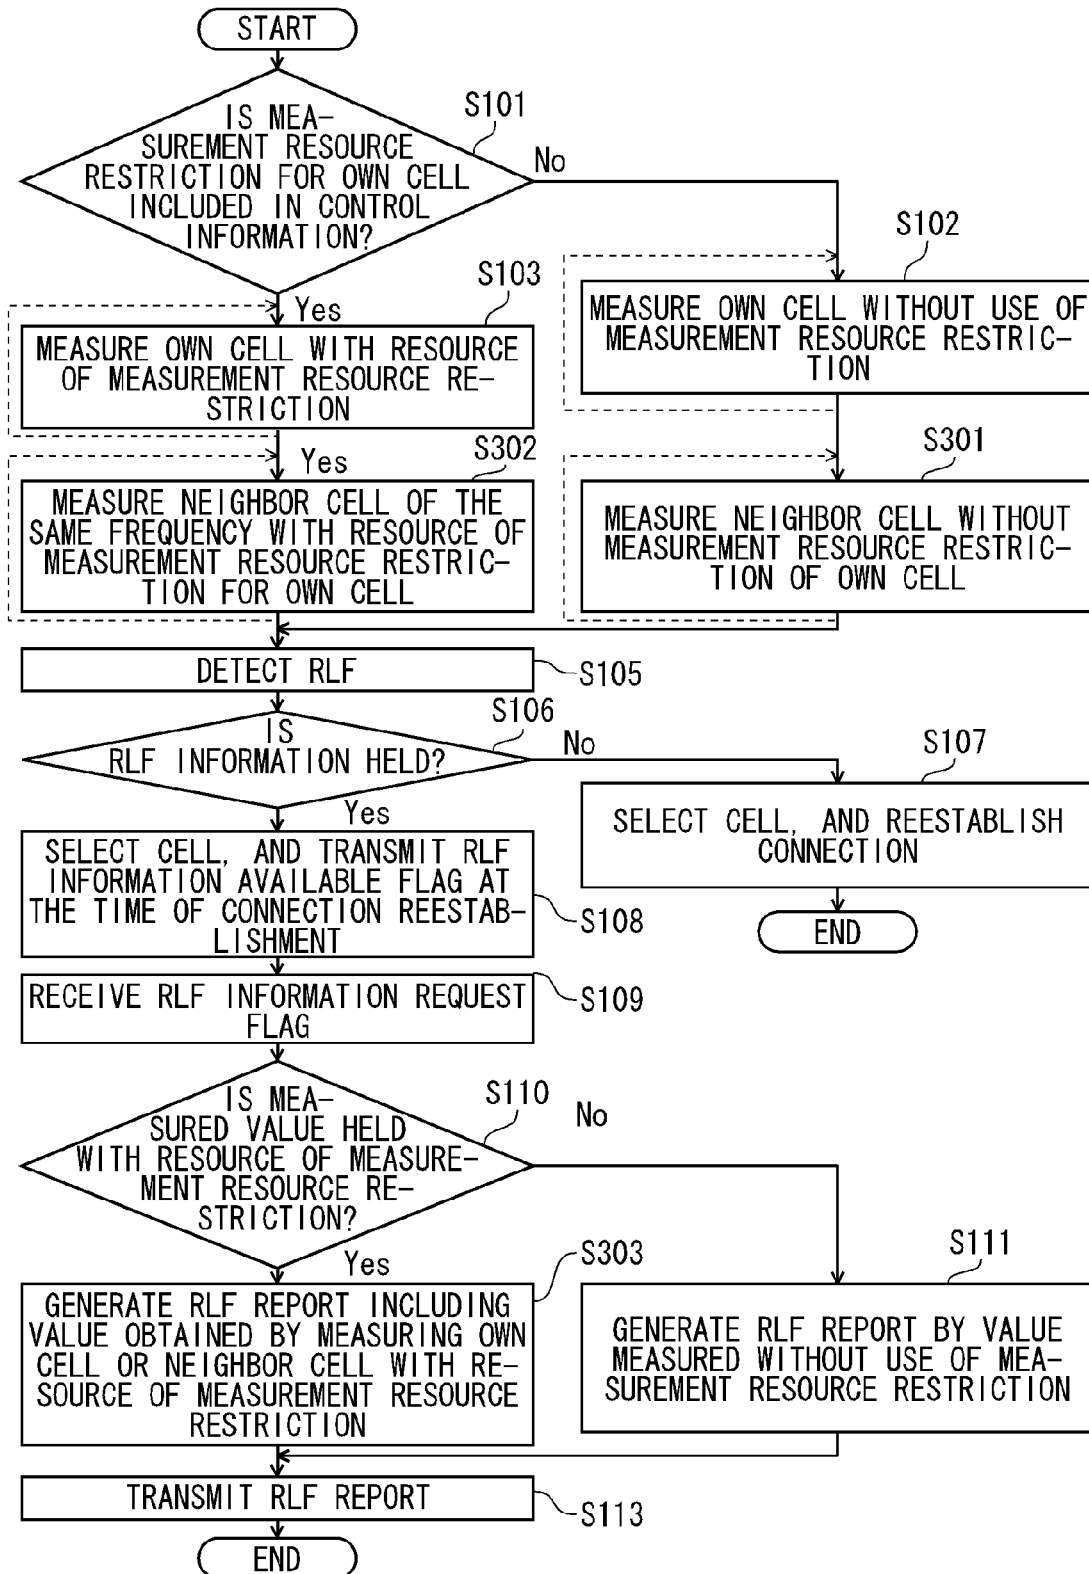 START
IS MEA-
SUREMENT RESOURCE
RESTRICTION FOR OWN CELL
INCLUDED IN CONTROL
INFORMATION?
S101
No
S102
MEASURE OWN CELL WITHOUT USE OF
MEASUREMENT RESOURCE RESTRIC-
TION
Yes
S103
MEASURE OWN CELL WITH RESOURCE
OF MEASUREMENT RESOURCE RE-
STRICTION
Yes
S302
MEASURE NEIGHBOR CELL OF THE
SAME FREQUENCY WITH RESOURCE OF
MEASUREMENT RESOURCE RESTRIC-
TION FOR OWN CELL
S301
MEASURE NEIGHBOR CELL WITHOUT
MEASUREMENT RESOURCE RESTRIC-
TION OF OWN CELL
DETECT RLF
S105
IS
RLF INFORMATION HELD?
S106
No
S107
SELECT CELL, AND REESTABLISH
CONNECTION
END
Yes
SELECT CELL, AND TRANSMIT RLF
INFORMATION AVAILABLE FLAG AT
THE TIME OF CONNECTION REESTAB-
LISHMENT
S108
RECEIVE RLF INFORMATION REQUEST
FLAG
S109
IS MEA-
SURED VALUE HELD
WITH RESOURCE OF MEASURE-
MENT RESOURCE RE-
STRICTION?
S110
No
Yes
S303
GENERATE RLF REPORT INCLUDING
VALUE OBTAINED BY MEASURING OWN
CELL OR NEIGHBOR CELL WITH RE-
SOURCE OF MEASUREMENT RESOURCE
RESTRICTION
S111
GENERATE RLF REPORT BY VALUE
MEASURED WITHOUT USE OF MEA-
SUREMENT RESOURCE RESTRICTION
TRANSMIT RLF REPORT
S113
END